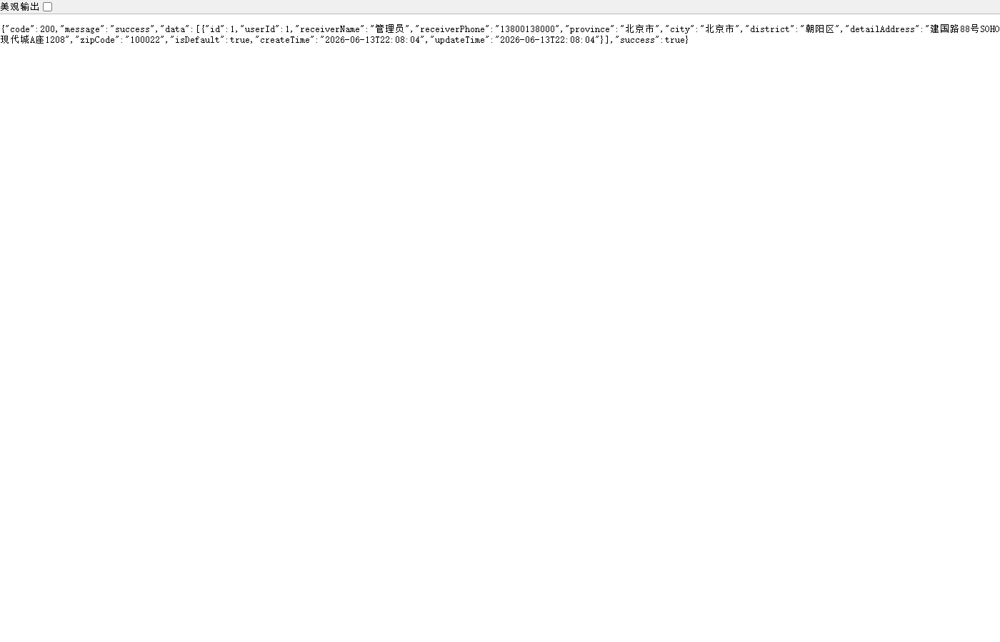 美观输出
{"code":200,"message":"success","data":[{"id":1,"userId":1,"receiverName":"管理员","receiverPhone":"13800138000","province":"北京市","city":"北京市","district":"朝阳区","detailAddress":"建国路88号SOHO
现代城A座1208","zipCode":"100022","isDefault":true,"createTime":"2026-06-13T22:08:04","updateTime":"2026-06-13T22:08:04"}],"success":true}